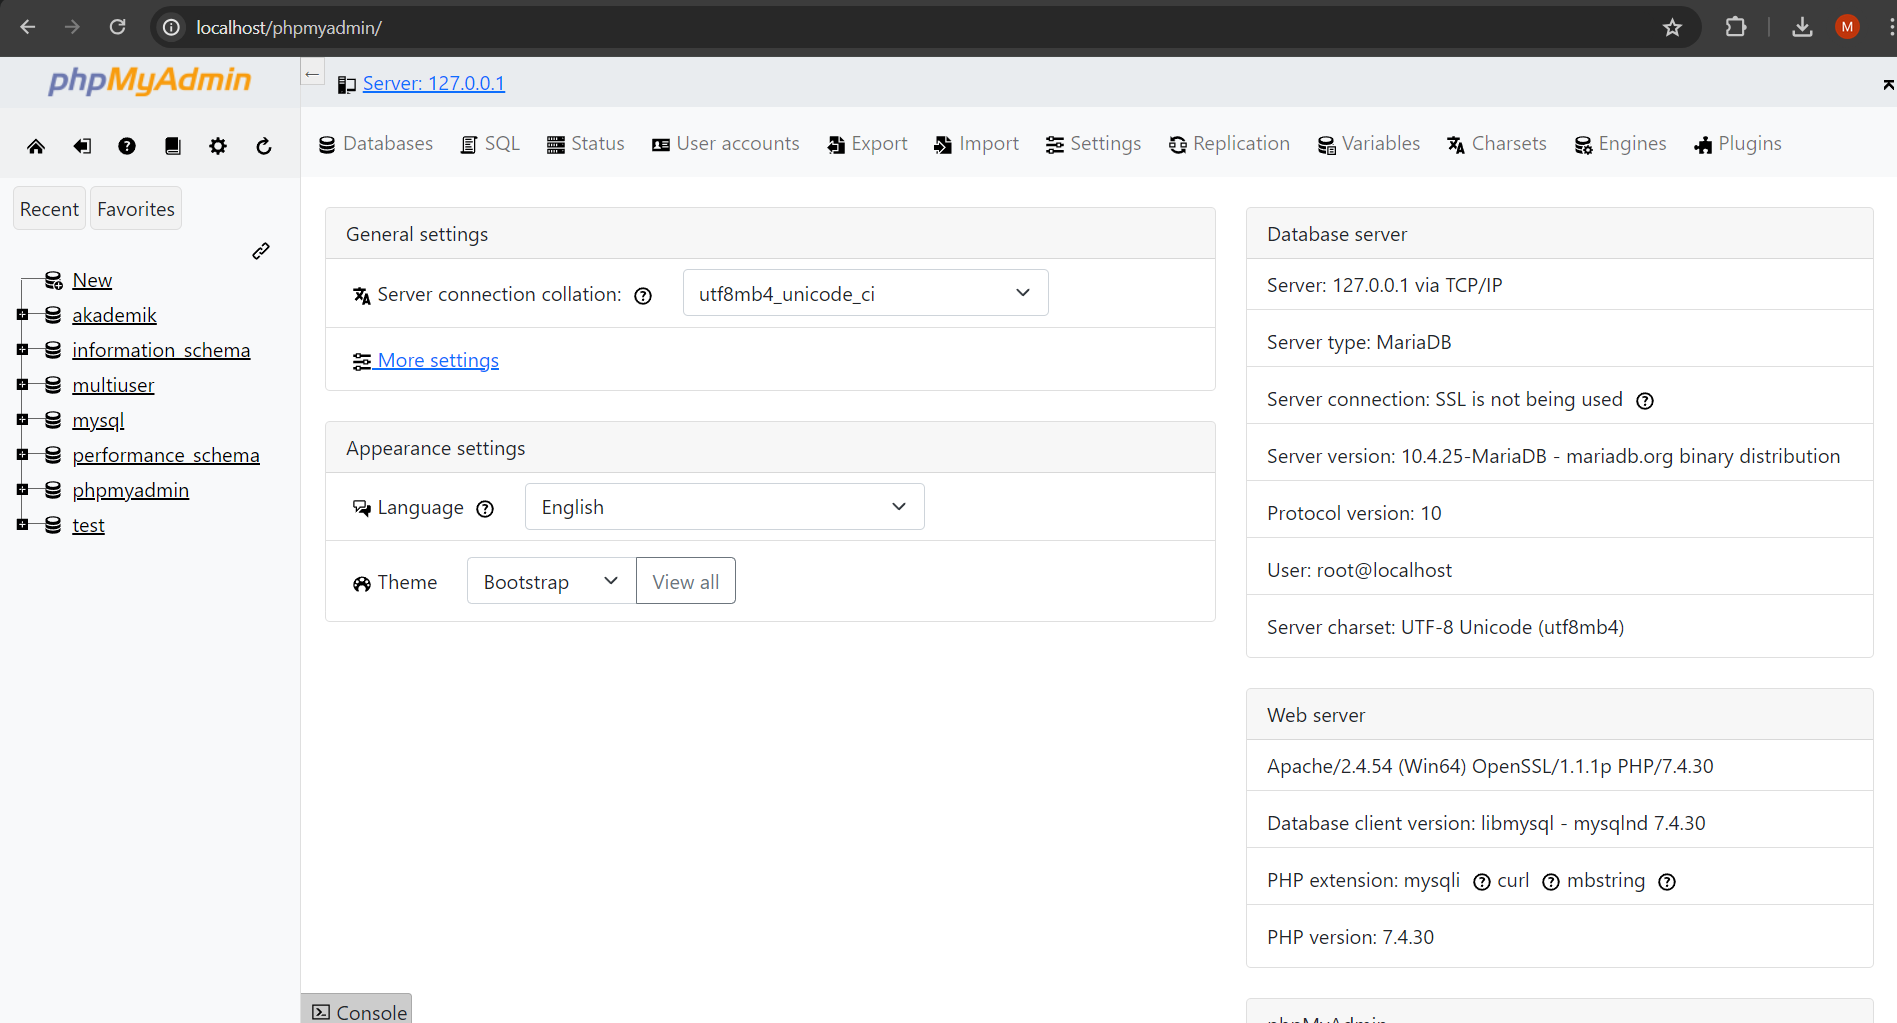 localhost/phpmyadmin/
M
phpMyAdmin
Server: 127.0.0.1
Databases
SQL
Status
User accounts
Export
Import
Settings
Replication
Variables
Charsets
Engines
Plugins
Recent
Favorites
New
akademik
information_schema
multiuser
mysql
performance_schema
phpmyadmin
test
General settings
Server connection collation:
utf8mb4_unicode_ci
More settings
Appearance settings
Language
English
Theme
Bootstrap
View all
Database server
Server: 127.0.0.1 via TCP/IP
Server type: MariaDB
Server connection: SSL is not being used
Server version: 10.4.25-MariaDB - mariadb.org binary distribution
Protocol version: 10
User: root@localhost
Server charset: UTF-8 Unicode (utf8mb4)
Web server
Apache/2.4.54 (Win64) OpenSSL/1.1.1p PHP/7.4.30
Database client version: libmysql - mysqlnd 7.4.30
PHP extension: mysqli curl mbstring
PHP version: 7.4.30
phpMyAdmin
Console